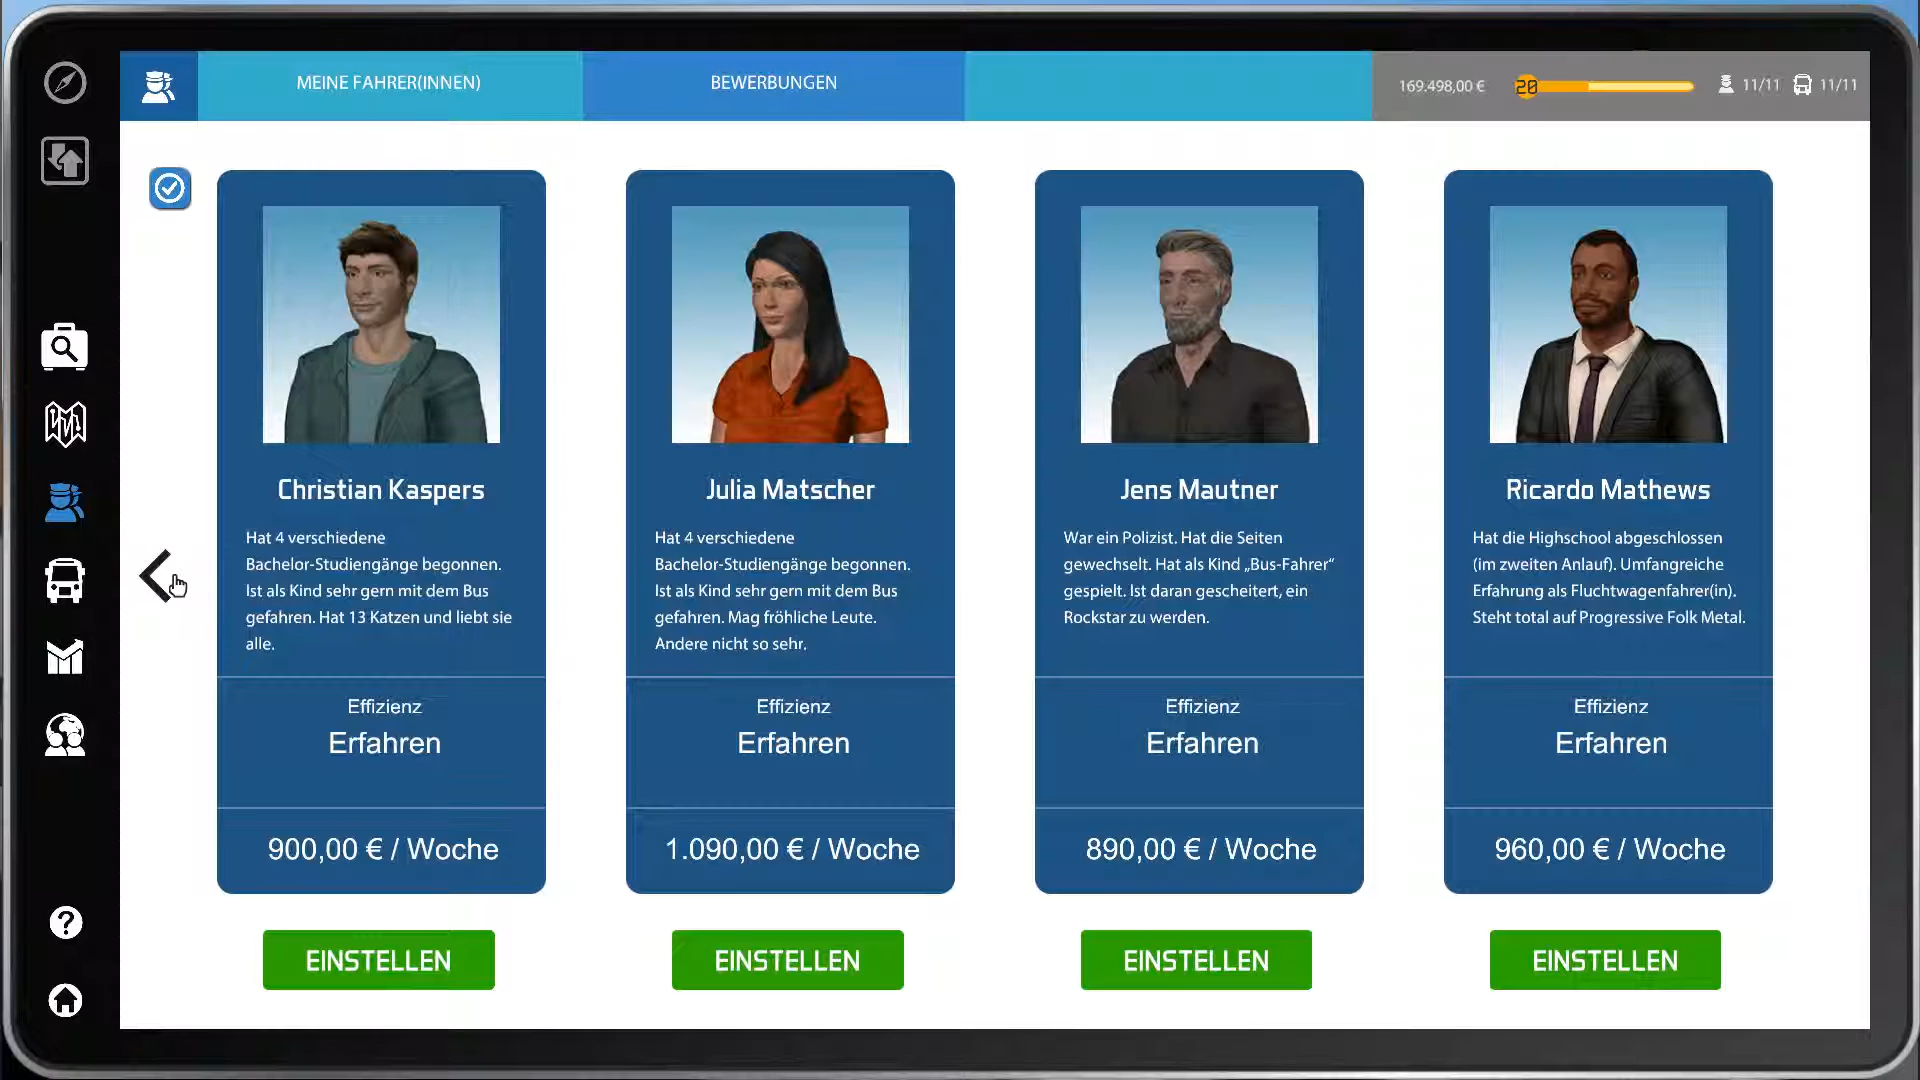 MEINE FAHRER(INNEN)
BEWERBUNGEN
169.498,00 €
20
11/11
11/11
Christian Kaspers
Hat 4 verschiedene
Bachelor-Studiengänge begonnen.
Ist als Kind sehr gern mit dem Bus
gefahren. Hat 13 Katzen und liebt sie
alle.
Effizienz
Erfahren
900,00 € / Woche
EINSTELLEN
Julia Matscher
Hat 4 verschiedene
Bachelor-Studiengänge begonnen.
Ist als Kind sehr gern mit dem Bus
gefahren. Mag fröhliche Leute.
Andere nicht so sehr.
Effizienz
Erfahren
1.090,00 € / Woche
EINSTELLEN
Jens Mautner
War ein Polizist. Hat die Seiten
gewechselt. Hat als Kind „Bus-Fahrer“
gespielt. Ist daran gescheitert, ein
Rockstar zu werden.
Effizienz
Erfahren
890,00 € / Woche
EINSTELLEN
Ricardo Mathews
Hat die Highschool abgeschlossen
(im zweiten Anlauf). Umfangreiche
Erfahrung als Fluchtwagenfahrer(in).
Steht total auf Progressive Folk Metal.
Effizienz
Erfahren
960,00 € / Woche
EINSTELLEN